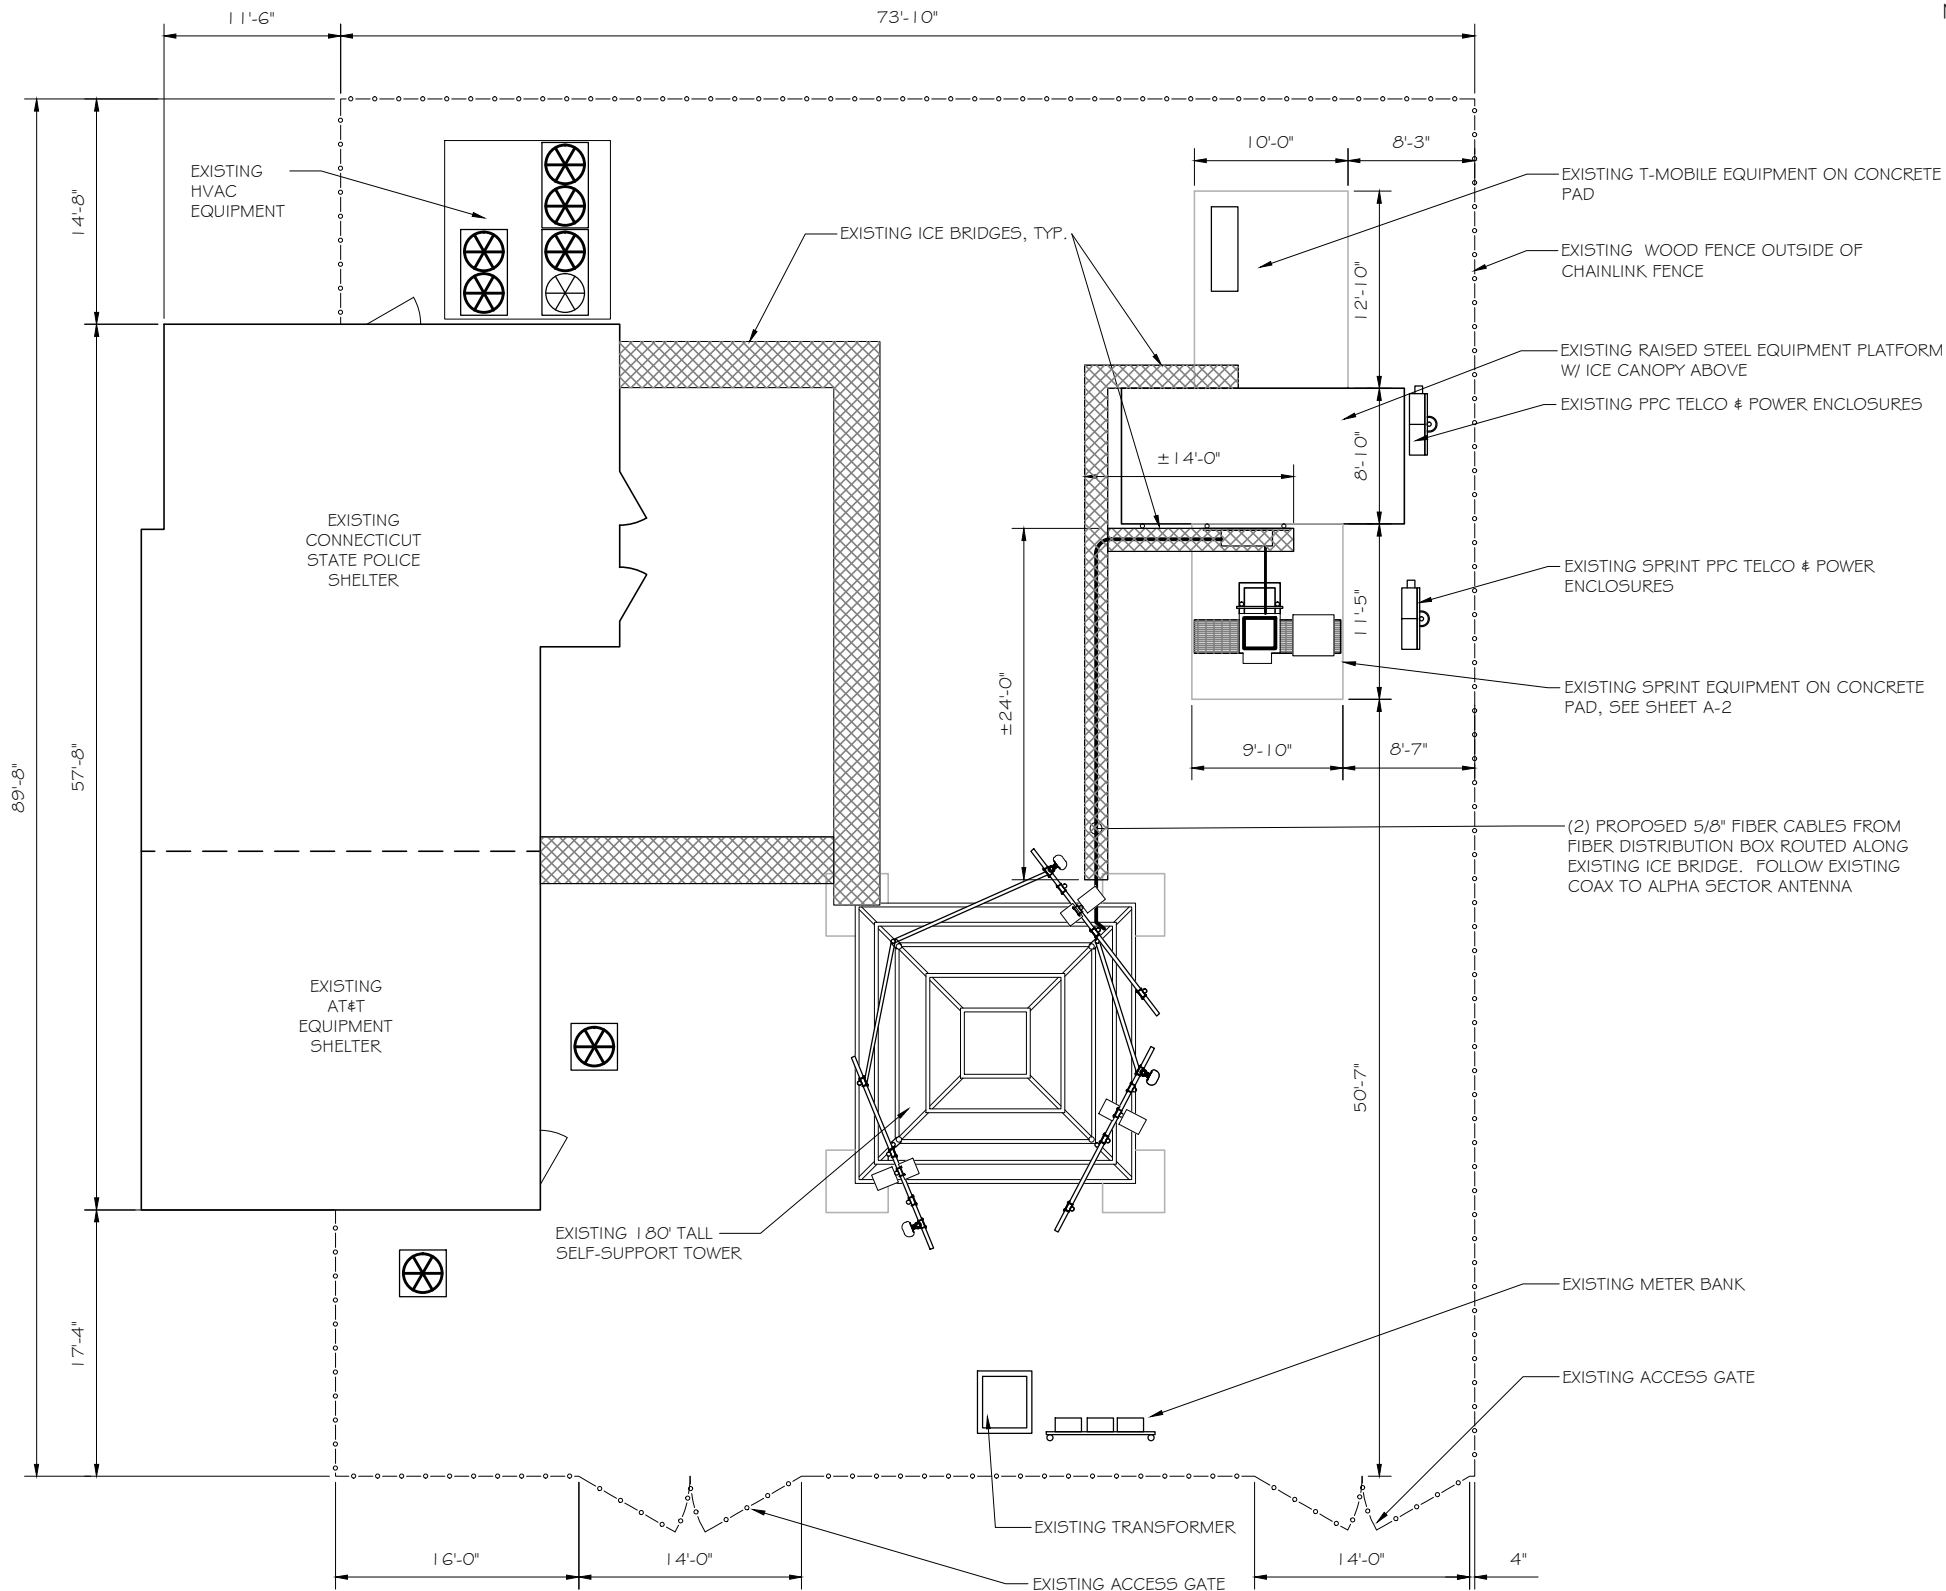 11'-6"
73'-10"
EXISTING
HVAC
EQUIPMENT
14'-8"
10'-0"
8'-3"
EXISTING T-MOBILE EQUIPMENT ON CONCRETE
PAD
EXISTING ICE BRIDGES, TYP.
EXISTING WOOD FENCE OUTSIDE OF
CHAINLINK FENCE
12'-10"
EXISTING RAISED STEEL EQUIPMENT PLATFORM
W/ ICE CANOPY ABOVE
EXISTING PPC TELCO & POWER ENCLOSURES
8'-10"
±14'-0"
EXISTING
CONNECTICUT
STATE POLICE
SHELTER
EXISTING SPRINT PPC TELCO & POWER
ENCLOSURES
11'-5"
EXISTING SPRINT EQUIPMENT ON CONCRETE
PAD, SEE SHEET A-2
±24'-0"
9'-10"
8'-7"
89'-8"
57'-8"
(2) PROPOSED 5/8" FIBER CABLES FROM
FIBER DISTRIBUTION BOX ROUTED ALONG
EXISTING ICE BRIDGE. FOLLOW EXISTING
COAX TO ALPHA SECTOR ANTENNA
EXISTING
AT&T
EQUIPMENT
SHELTER
50'-7"
EXISTING 180' TALL
SELF-SUPPORT TOWER
EXISTING METER BANK
17'-4"
EXISTING ACCESS GATE
EXISTING TRANSFORMER
16'-0"
14'-0"
14'-0"
4"
EXISTING ACCESS GATE